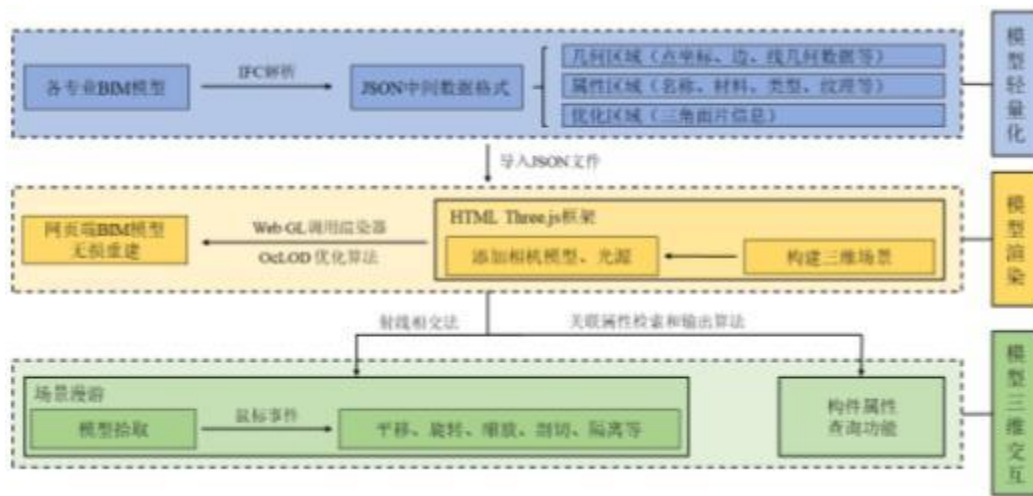 几何区域（点坐标、边、线几何数据等）
各专业BIM模型
IFC解析
JSON中间数据格式
属性区域（名称、材料、类型、纹理等）
优化区域（三角面片信息）
模型轻量化
导入JSON文件
网页端BIM模型
无损重建
Web GL调用渲染器
OcLOD 优化算法
HTML Three.js框架
添加相机模型、光源
构建三维场景
模型渲染
射线相交法
关联属性检索和输出算法
场景漫游
模型拾取
鼠标事件
平移、旋转、缩放、剖切、隔离等
构件属性
查询功能
模型三维交互